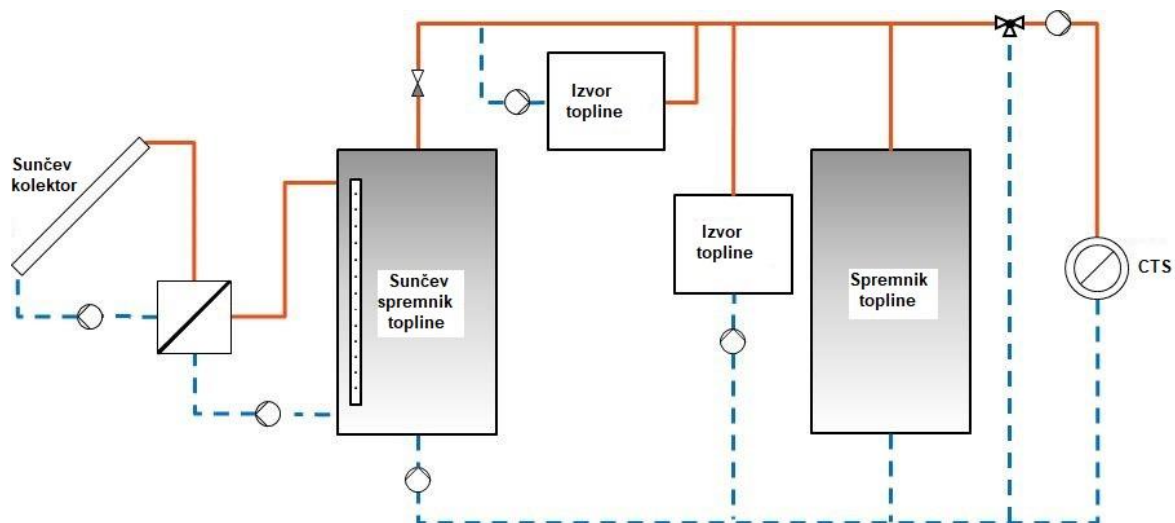 Izvor
topline
Sunčev
kolektor
Izvor
topline
Sunčev
spremnik
topline
Spremnik
topline
CTS